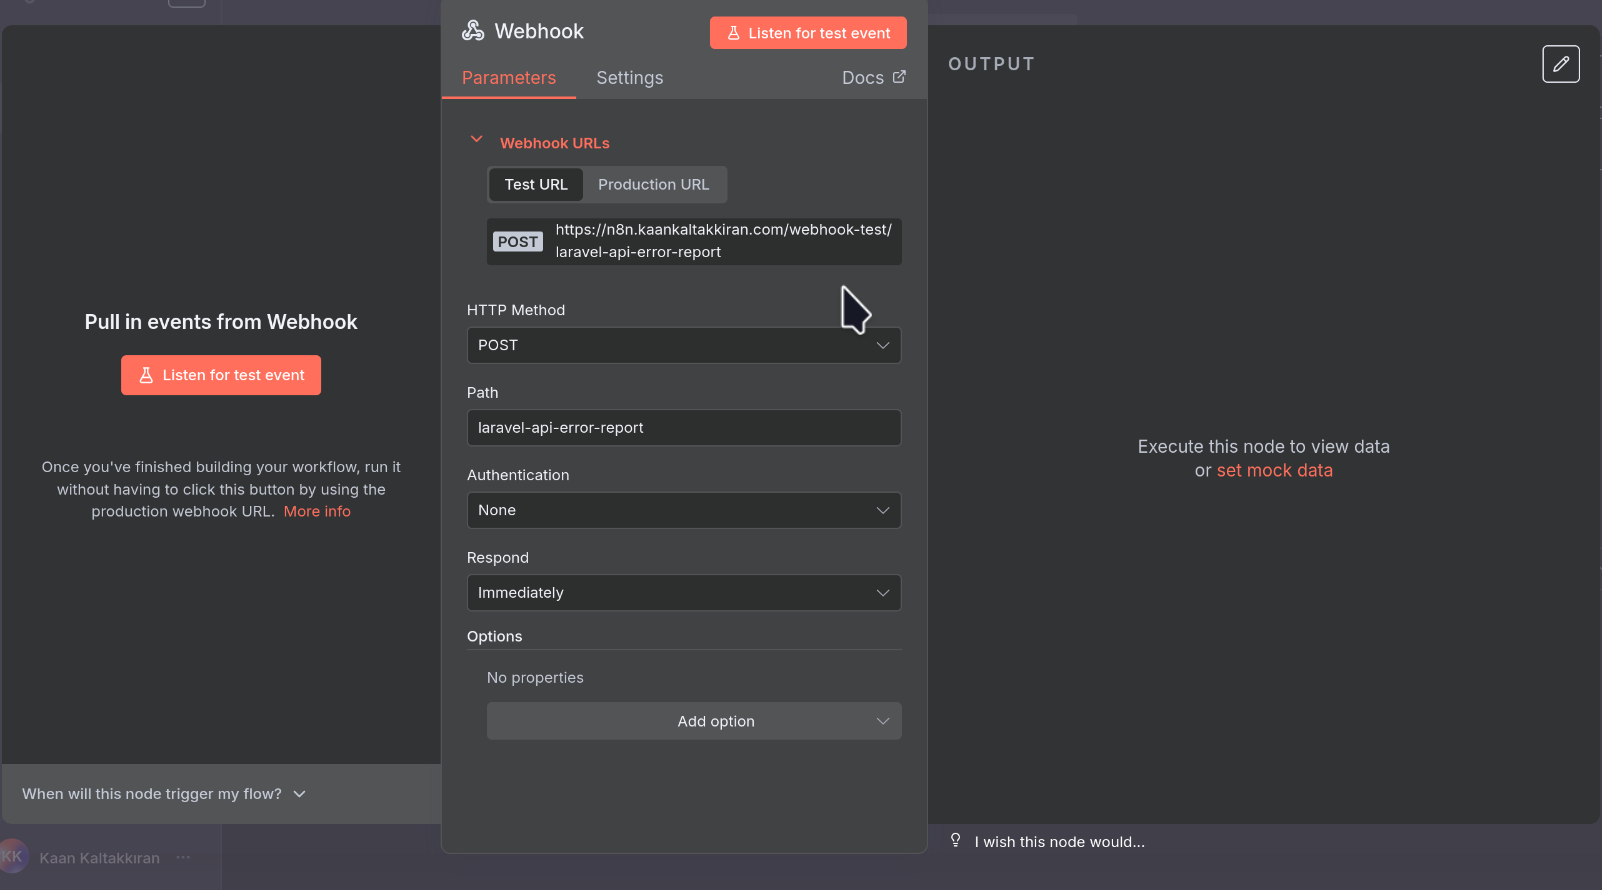 Webhook
Listen for test event
Parameters
Settings
Docs
Webhook URLs
Test URL
Production URL
POST
https://n8n.kaankaltakkiran.com/webhook-test/
laravel-api-error-report
HTTP Method
POST
Path
laravel-api-error-report
Authentication
None
Respond
Immediately
Options
No properties
Add option
Pull in events from Webhook
Listen for test event
Once you've finished building your workflow, run it
without having to click this button by using the
production webhook URL. More info
When will this node trigger my flow?
KK
Kaan Kaltakkıran
OUTPUT
Execute this node to view data
or set mock data
I wish this node would...